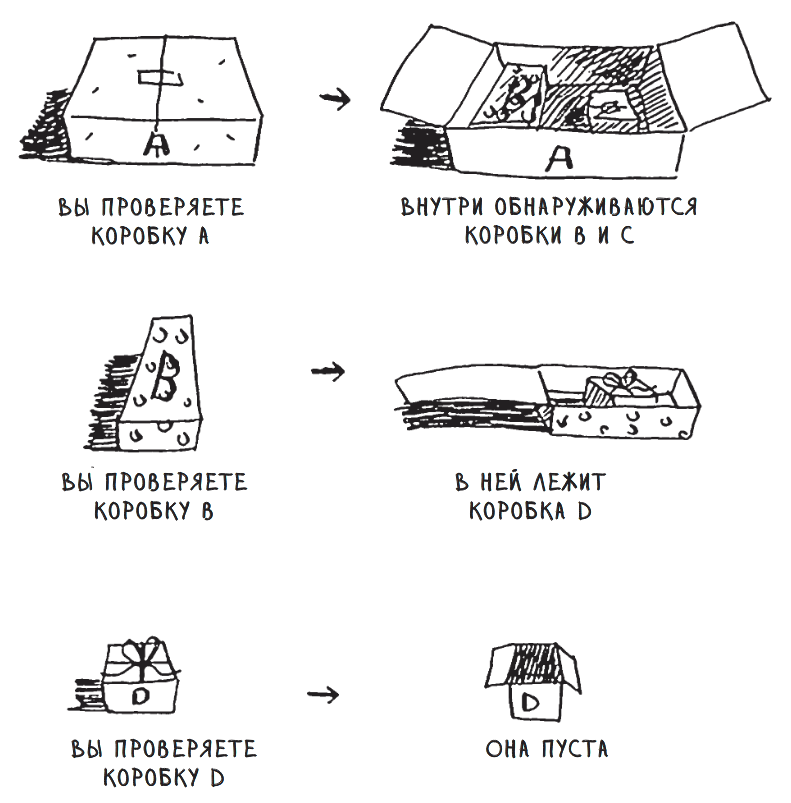 A
A
ВЫ ПРОВЕРЯЕТЕ
КОРОБКУ A
ВНУТРИ ОБНАРУЖИВАЮТСЯ
КОРОБКИ B И C
B
B
ВЫ ПРОВЕРЯЕТЕ
КОРОБКУ B
В НЕЙ ЛЕЖИТ
КОРОБКА D
D
D
ВЫ ПРОВЕРЯЕТЕ
КОРОБКУ D
ОНА ПУСТА